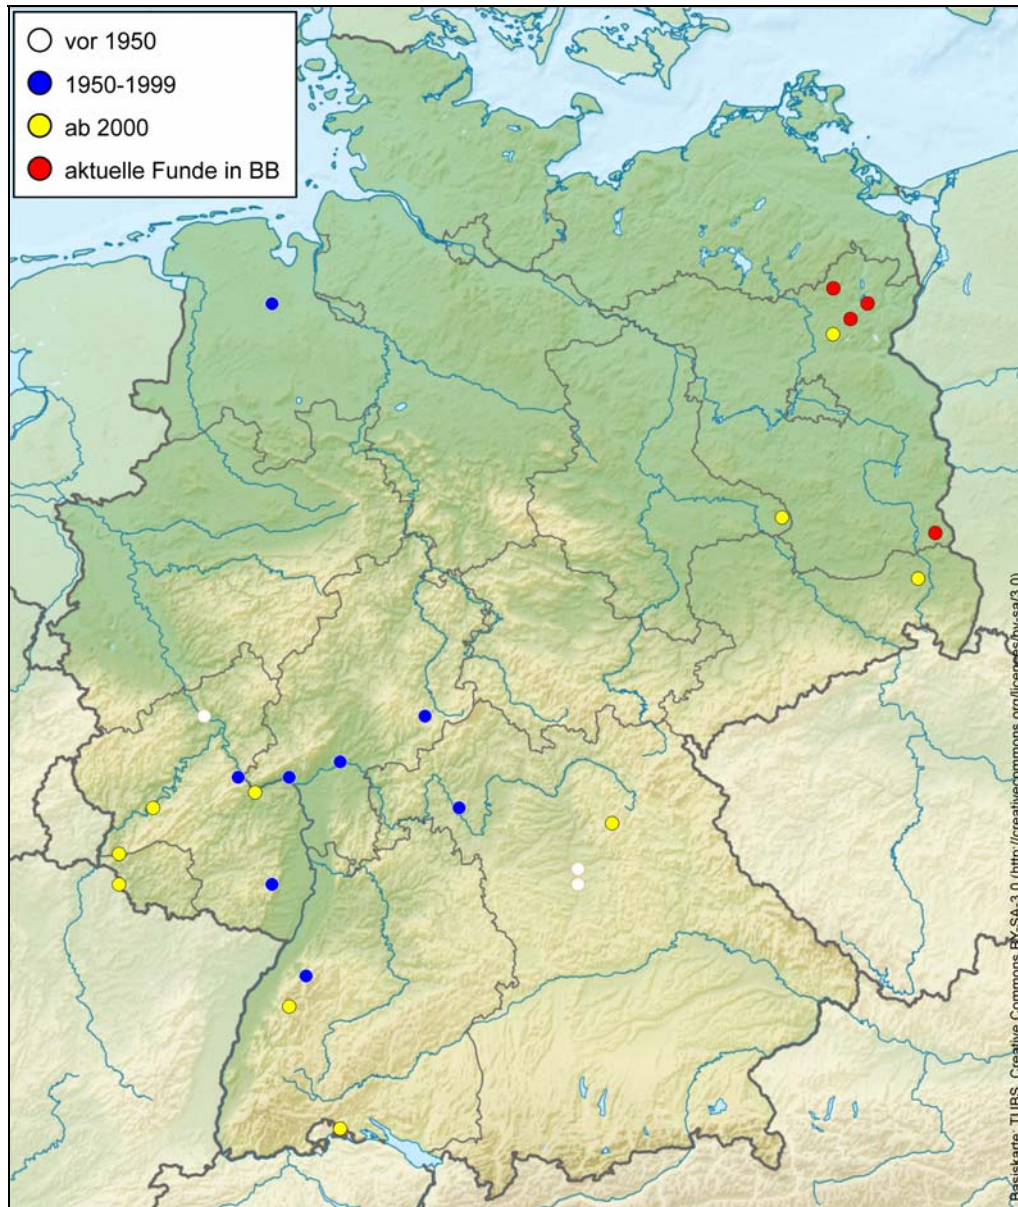 vor 1950
1950-1999
ab 2000
aktuelle Funde in BB
Basiskarte: TUBS, Creative Commons BY-SA-3.0 (http://creativecommons.org/licences/by-sa/3.0)